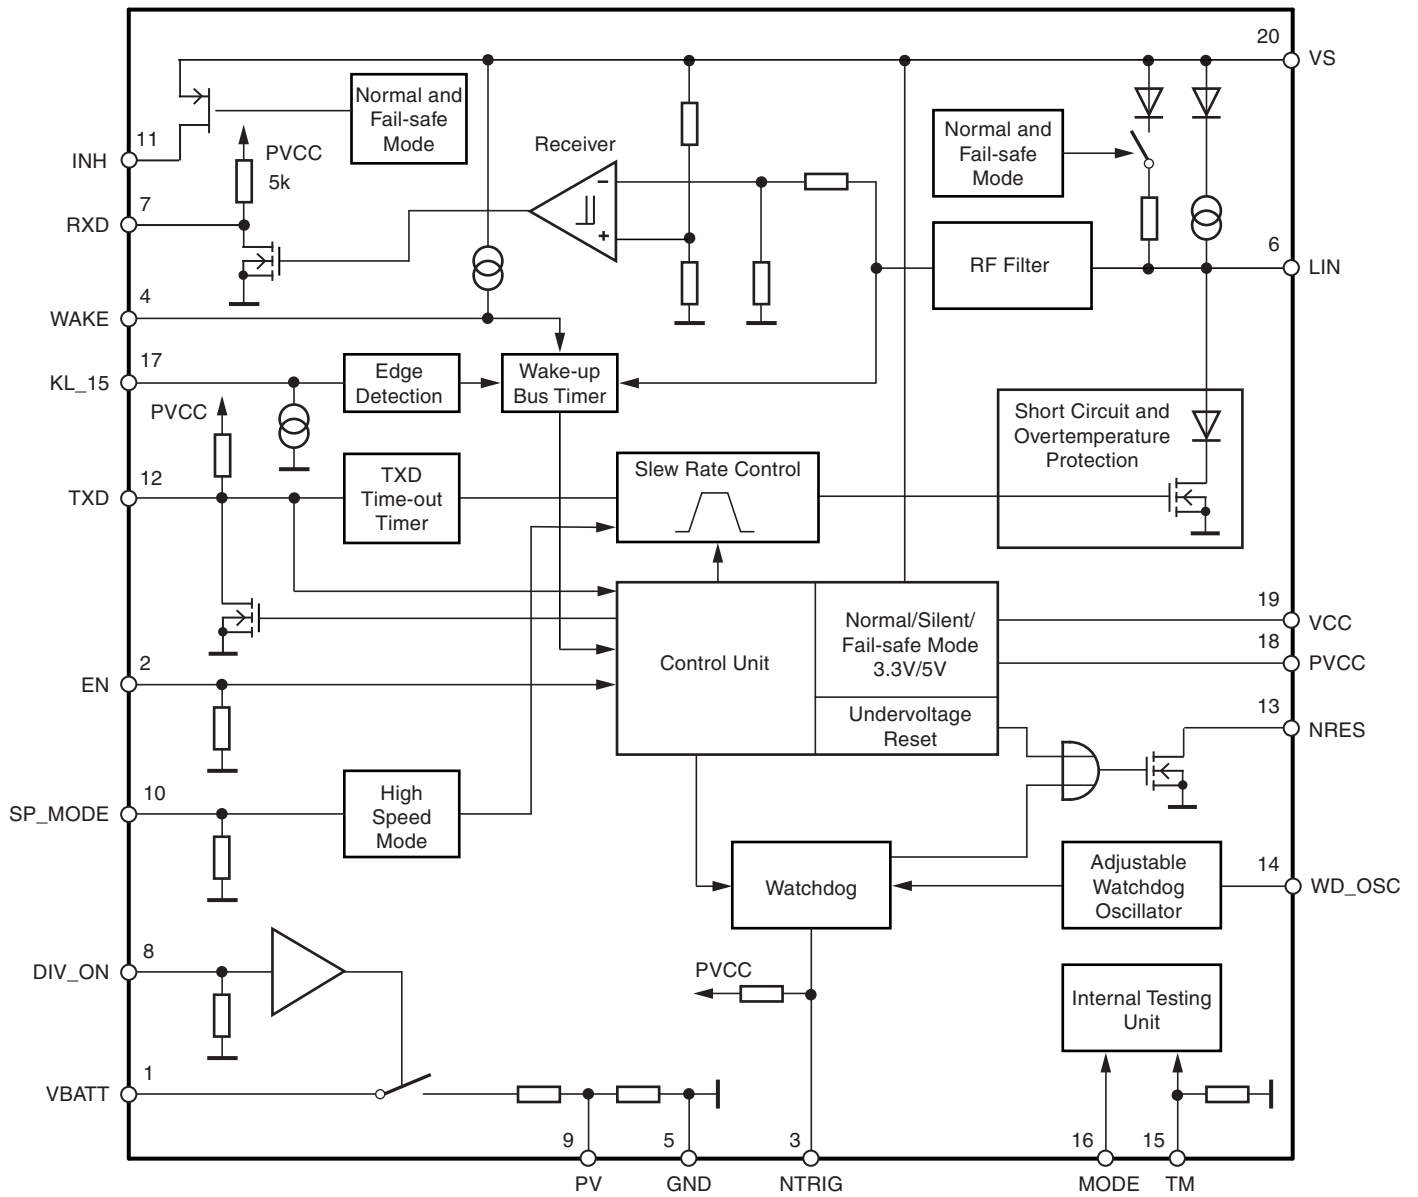 20
VS
Normal and
Fail-safe
Mode
11
INH
PVCC
5k
Receiver
-
+
Normal and
Fail-safe
Mode
7
RXD
RF Filter
6
LIN
4
WAKE
17
KL_15
Edge
Detection
Wake-up
Bus Timer
PVCC
Short Circuit and
Overtemperature
Protection
12
TXD
TXD
Time-out
Timer
Slew Rate Control
Control Unit
Normal/Silent/
Fail-safe Mode
3.3V/5V
Undervoltage
Reset
19
VCC
18
PVCC
13
NRES
2
EN
10
SP_MODE
High
Speed
Mode
Watchdog
Adjustable
Watchdog
Oscillator
14
WD_OSC
8
DIV_ON
PVCC
Internal Testing
Unit
1
VBATT
9
5
3
16
15
PV
GND
NTRIG
MODE
TM